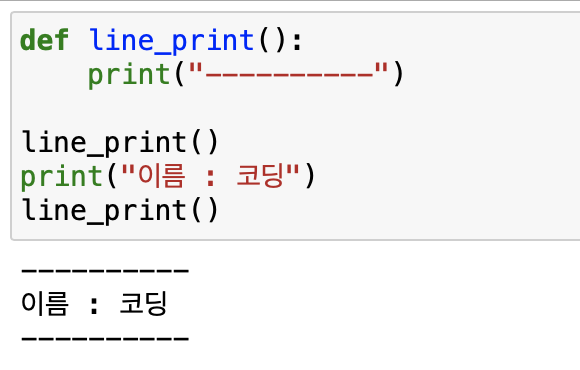 def line_print():
    print("----------")
line_print()
print("이름 : 코딩")
line_print()
----------
이름 : 코딩
----------